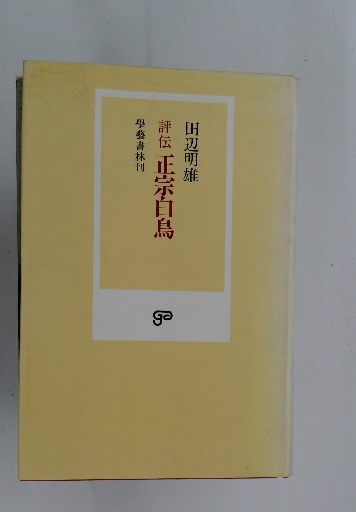 田辺明雄
評伝 正宗白鳥
學藝書林刊